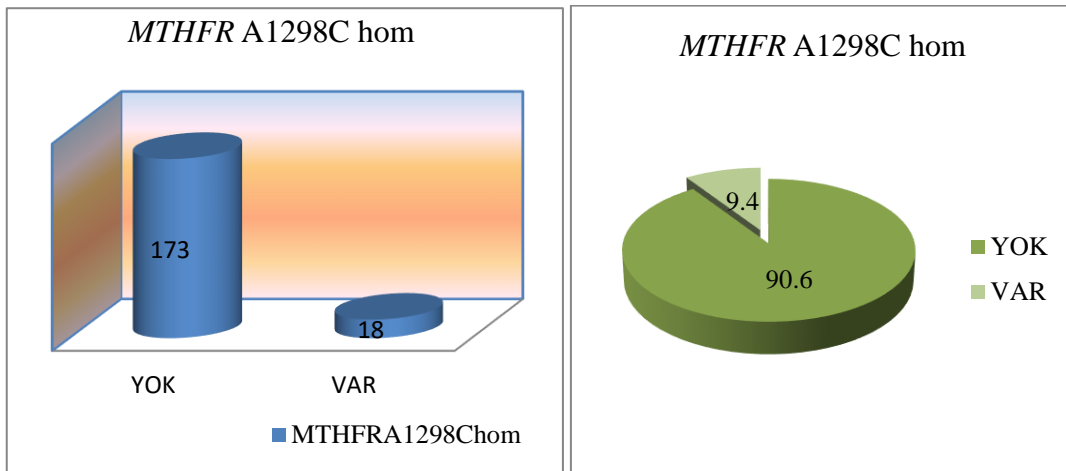 MTHFR A1298C hom
173
18
YOK VAR
MTHFRA1298Chom
MTHFR A1298C hom
9.4
90.6
YOK
VAR